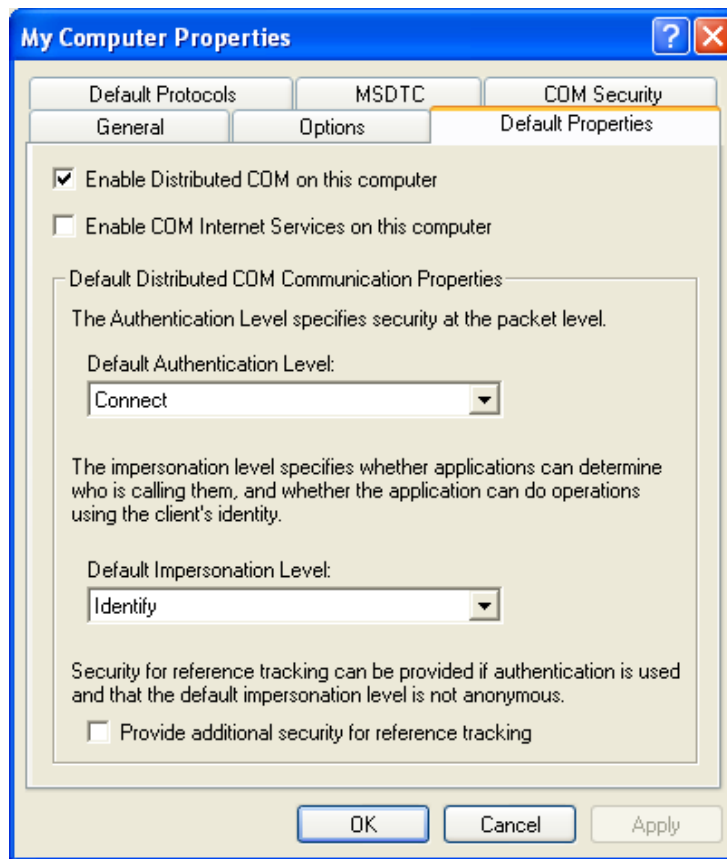 My Computer Properties
Default Protocols MSDTC COM Security
General Options Default Properties
Enable Distributed COM on this computer
Enable COM Internet Services on this computer
Default Distributed COM Communication Properties
The Authentication Level specifies security at the packet level.
Default Authentication Level:
Connect
The impersonation level specifies whether applications can determine
who is calling them, and whether the application can do operations
using the client's identity.
Default Impersonation Level:
Identify
Security for reference tracking can be provided if authentication is used
and that the default impersonation level is not anonymous.
Provide additional security for reference tracking
OK Cancel Apply